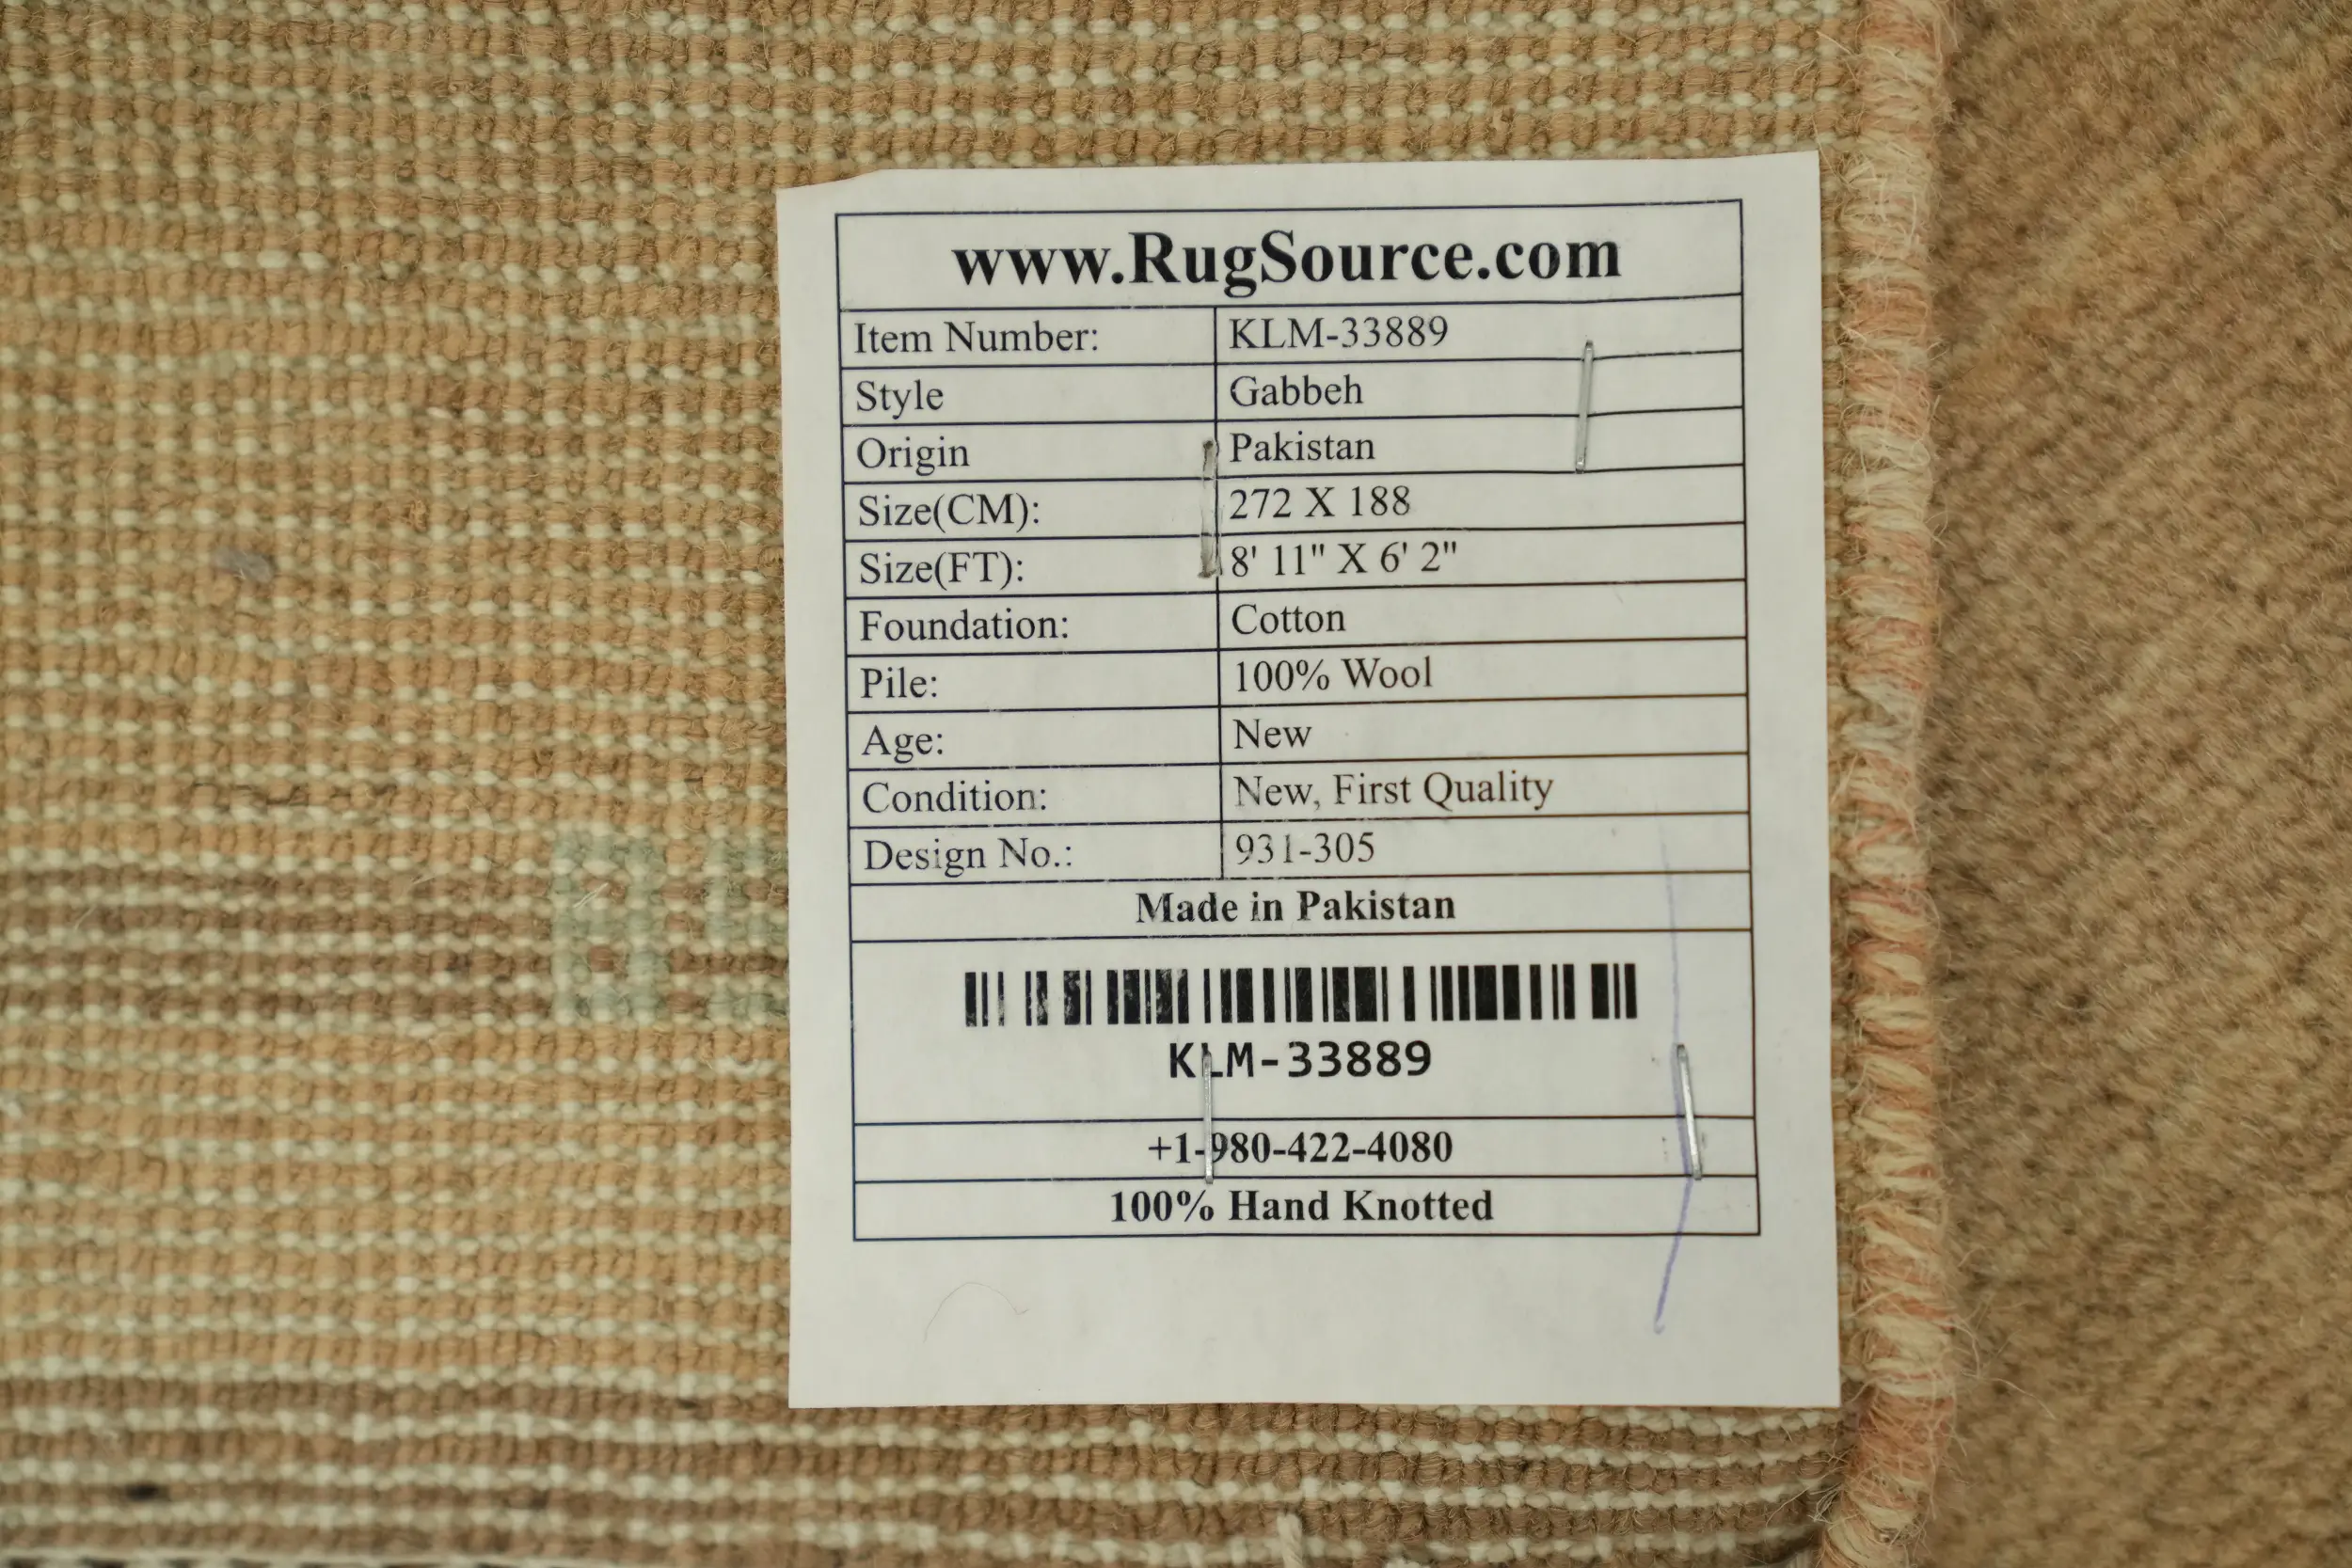 www.RugSource.com
Item Number: KLM-33889
Style Gabbeh
Origin Pakistan
Size(CM): 272 X 188
Size(FT): 8' 11" X 6' 2"
Foundation: Cotton
Pile: 100% Wool
Age: New
Condition: New, First Quality
Design No.: 931-305
Made in Pakistan
KLM-33889
+1-980-422-4080
100% Hand Knotted